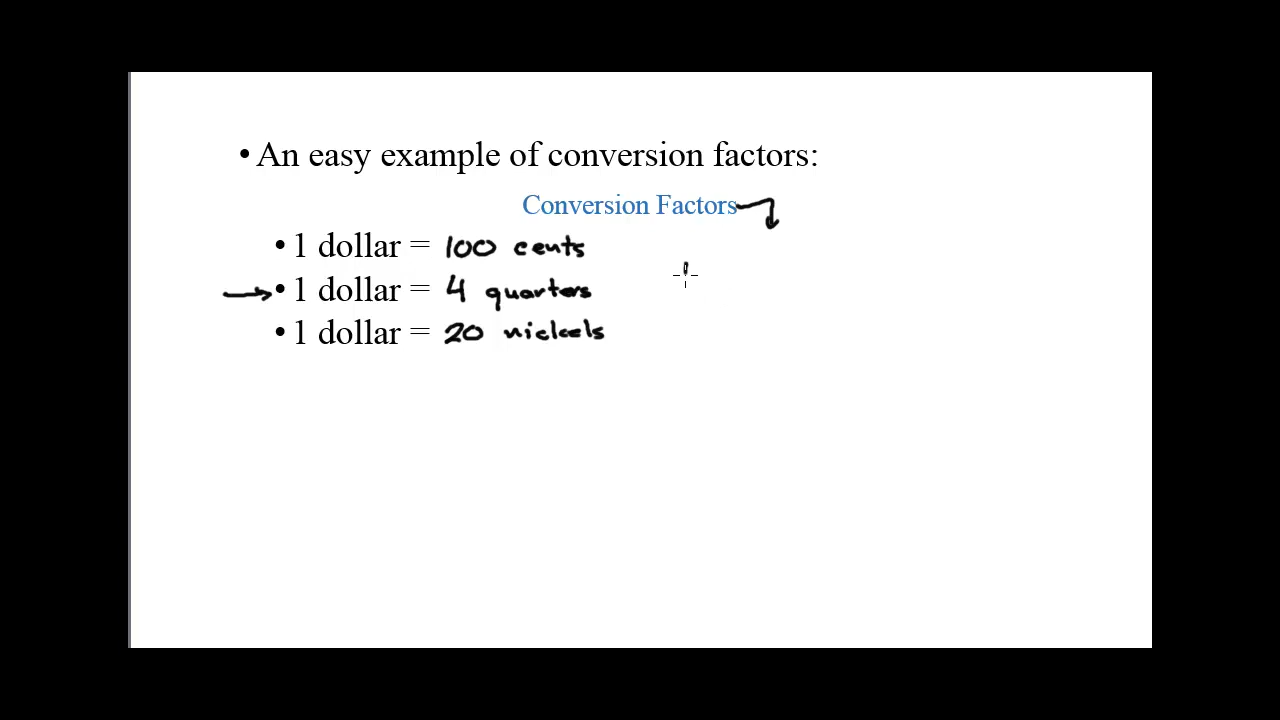 • An easy example of conversion factors:
Conversion Factors
• 1 dollar = 100 cents
→ • 1 dollar = 4 quarters
• 1 dollar = 20 nickels